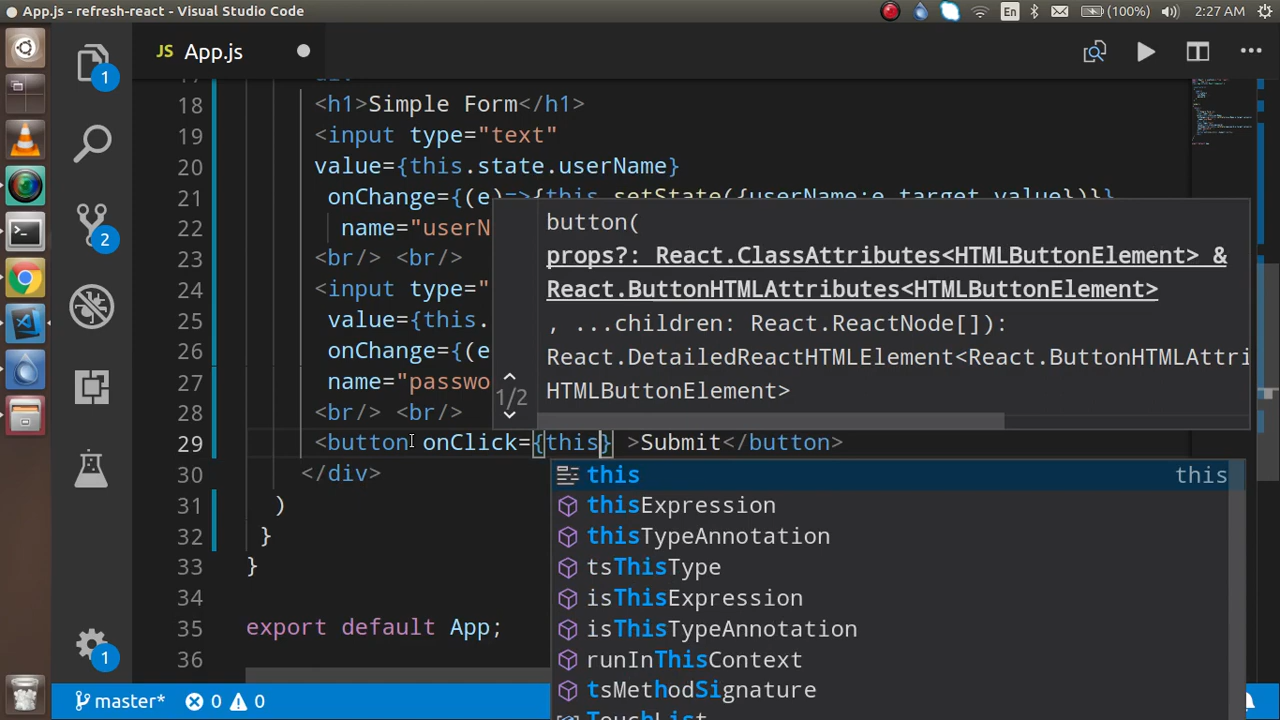 App.js - refresh-react - Visual Studio Code
En
(100%)
2:27 AM
JS App.js
1
2
1
18 <h1>Simple Form</h1>
19 <input type="text"
20 value={this.state.userName}
21 onChange={(e)=>{this.setState({userName:e.target.value})}}
22 name="userN
23 <br/> <br/>
24 <input type="
25 value={this.
26 onChange={(e
27 name="passwo
28 <br/> <br/>
29 <button onClick={this} >Submit</button>
30 </div>
31 )
32 }
33 }
34
35 export default App;
36
button(
props?: React.ClassAttributes<HTMLButtonElement> &
React.ButtonHTMLAttributes<HTMLButtonElement>
, ...children: React.ReactNode[]):
React.DetailedReactHTMLElement<React.ButtonHTMLAttri
HTMLButtonElement>
1/2
this this
thisExpression
thisTypeAnnotation
tsThisType
isThisExpression
isThisTypeAnnotation
runInThisContext
tsMethodSignature
TouchList
master*
0
0